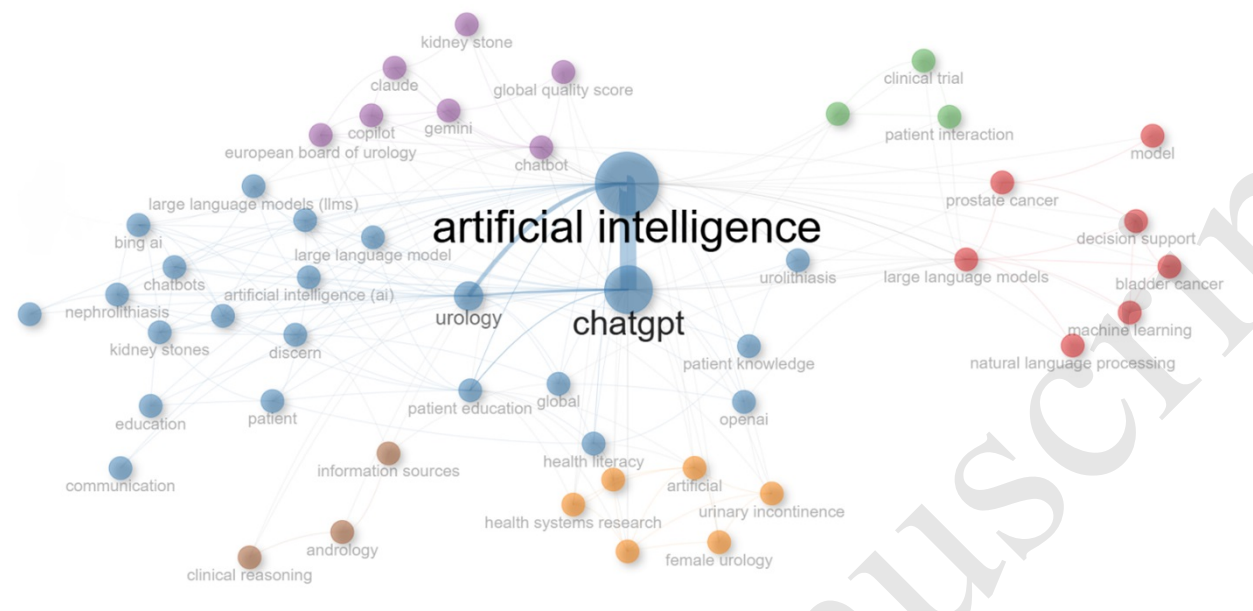 kidney stone
claude
global quality score
clinical trial
copilot
gemini
patient interaction
european board of urology
chatbot
model
large language models (llms)
prostate cancer
artificial intelligence
bing ai
large language model
decision support
urolithiasis
large language models
chatbots
artificial intelligence (ai)
bladder cancer
nephrolithiasis
urology
chatgpt
machine learning
kidney stones
discern
patient knowledge
natural language processing
patient education
global
education
patient
openai
health literacy
information sources
communication
artificial
urinary incontinence
health systems research
andrology
female urology
clinical reasoning
uscrip